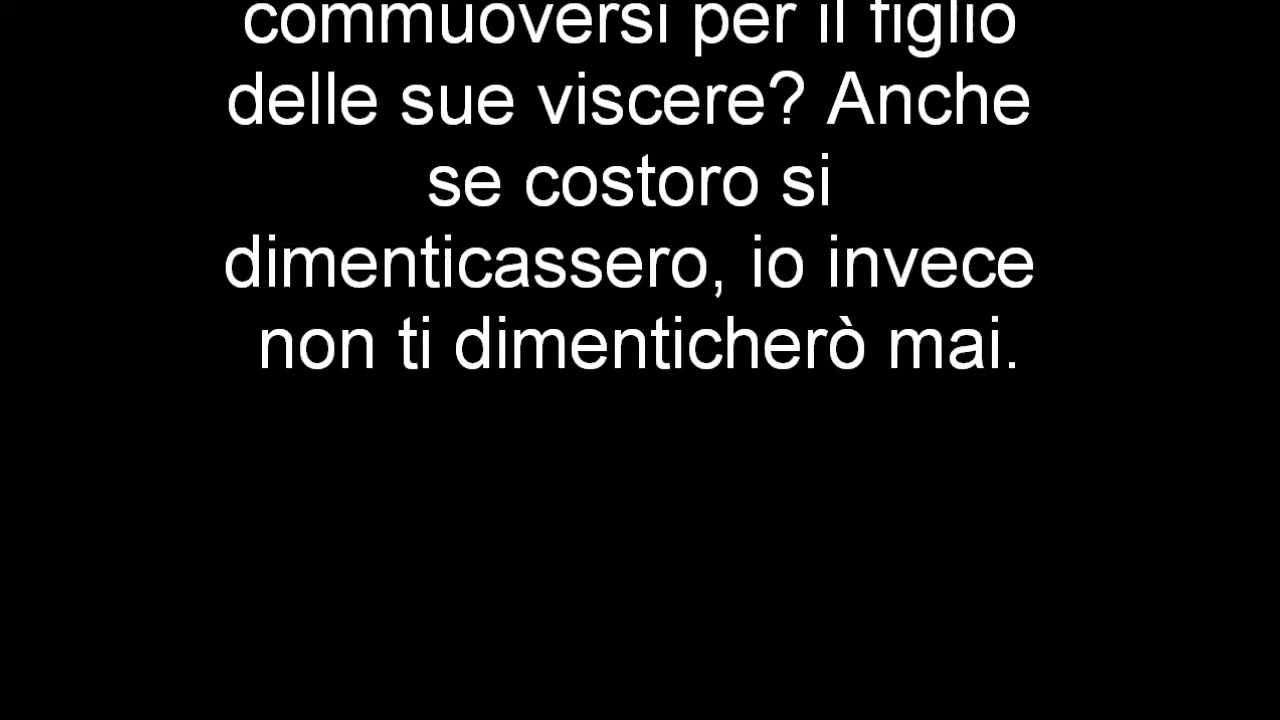 commuoversi per il figlio
delle sue viscere? Anche
se costoro si
dimenticassero, io invece
non ti dimenticherò mai.